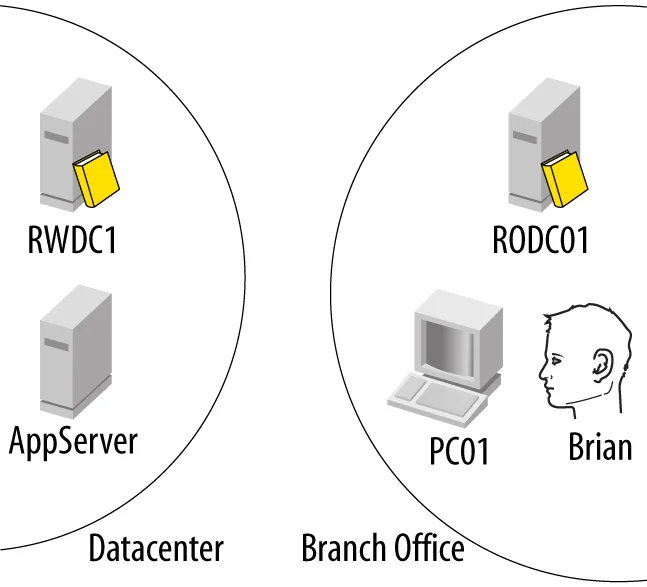 RWDC1
RODC01
AppServer
PC01
Brian
Datacenter
Branch Office